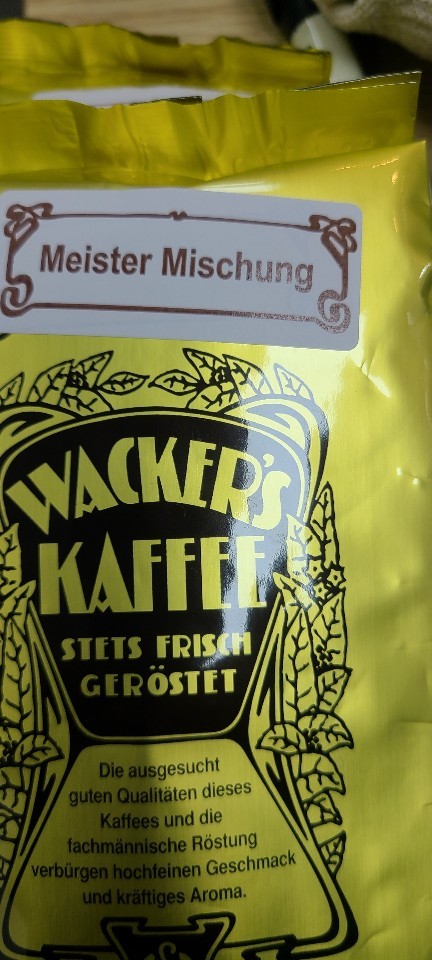 Meister Mischung
WACKER'S
KAFFEE
STETS FRISCH
GERÖSTET
Die ausgesucht
guten Qualitäten dieses
Kaffees und die
fachmännische Röstung
verbürgen hochfeinen Geschmack
und kräftiges Aroma.